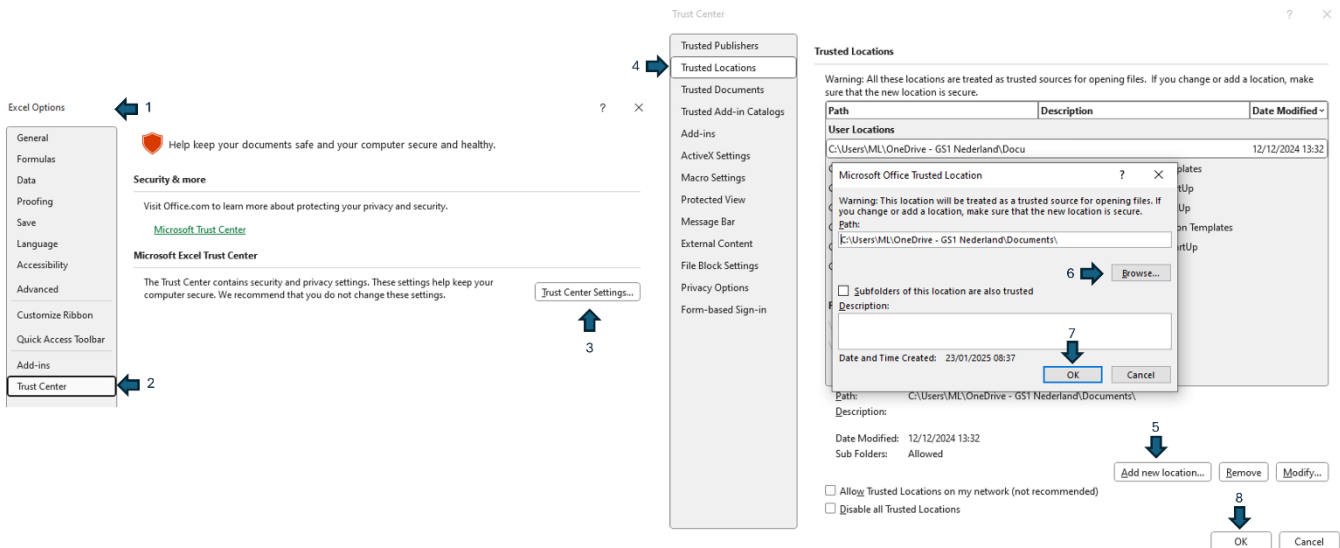 Excel Options
1
?
×
General
Formulas
Data
Proofing
Save
Language
Accessibility
Advanced
Customize Ribbon
Quick Access Toolbar
Add-ins
Trust Center
2
Help keep your documents safe and your computer secure and healthy.
Security & more
Visit Office.com to learn more about protecting your privacy and security.
Microsoft Trust Center
Microsoft Excel Trust Center
The Trust Center contains security and privacy settings. These settings help keep your
computer secure. We recommend that you do not change these settings.
Trust Center Settings...
3
Trust Center
?
×
4
Trusted Publishers
Trusted Locations
Trusted Documents
Trusted Add-in Catalogs
Add-ins
ActiveX Settings
Macro Settings
Protected View
Message Bar
External Content
File Block Settings
Privacy Options
Form-based Sign-in
Trusted Locations
Warning: All these locations are treated as trusted sources for opening files. If you change or add a location, make
sure that the new location is secure.
Path Description Date Modified
User Locations
C:\Users\ML\OneDrive - GS1 Nederland\Docu 12/12/2024 13:32
plates
tUp
Up
on Templates
rtUp
Microsoft Office Trusted Location
?
×
Warning: This location will be treated as a trusted source for opening files. If
you change or add a location, make sure that the new location is secure.
Path:
C:\Users\ML\OneDrive - GS1 Nederland\Documents\
6
Browse...
Subfolders of this location are also trusted
Description:
7
Date and Time Created: 23/01/2025 08:37
OK
Cancel
Path: C:\Users\ML\OneDrive - GS1 Nederland\Documents\
Description:
Date Modified: 12/12/2024 13:32
Sub Folders: Allowed
5
Add new location...
Remove
Modify...
Allow Trusted Locations on my network (not recommended)
Disable all Trusted Locations
8
OK
Cancel